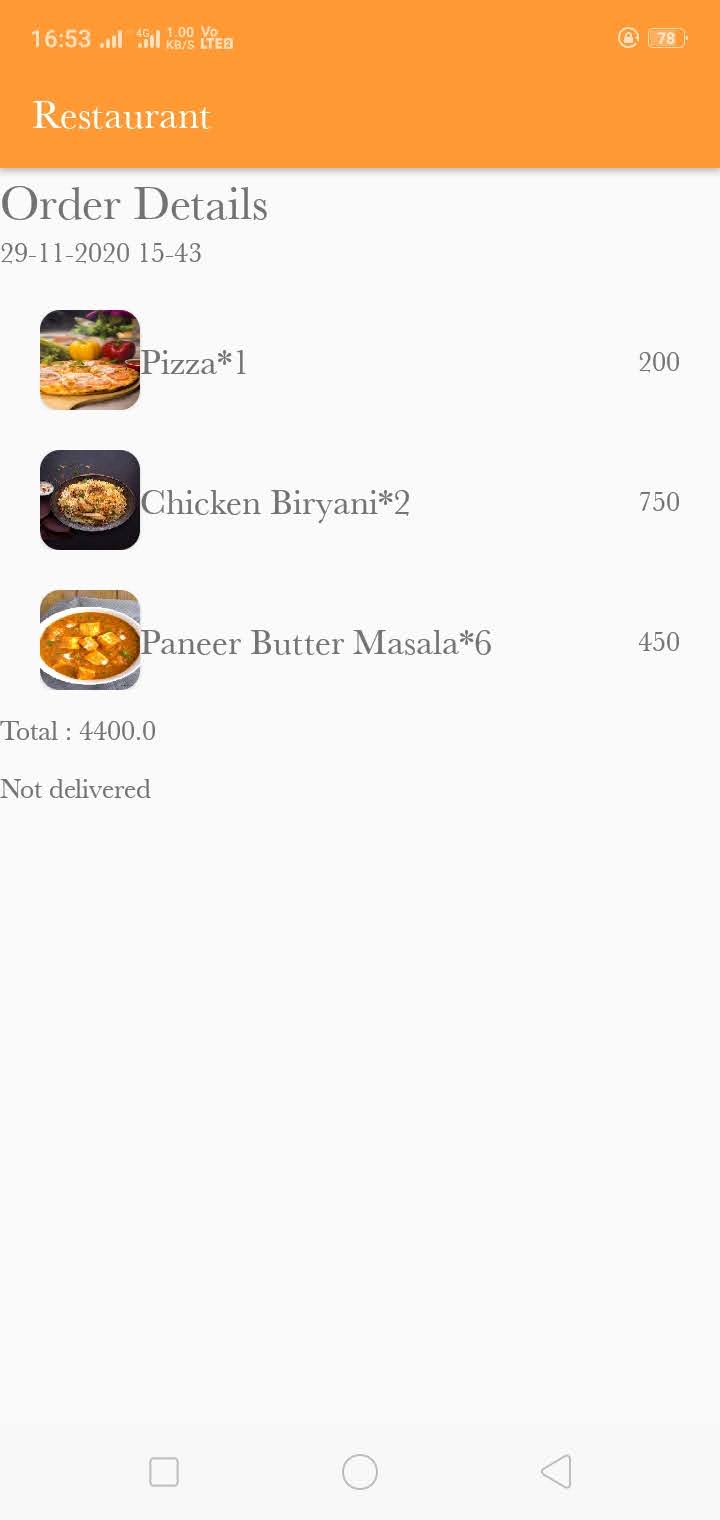 16:53 4G 1.00 KB/S Vo LTE2 78
Restaurant
Order Details
29-11-2020 15-43
Pizza*1 200
Chicken Biryani*2 750
Paneer Butter Masala*6 450
Total : 4400.0
Not delivered